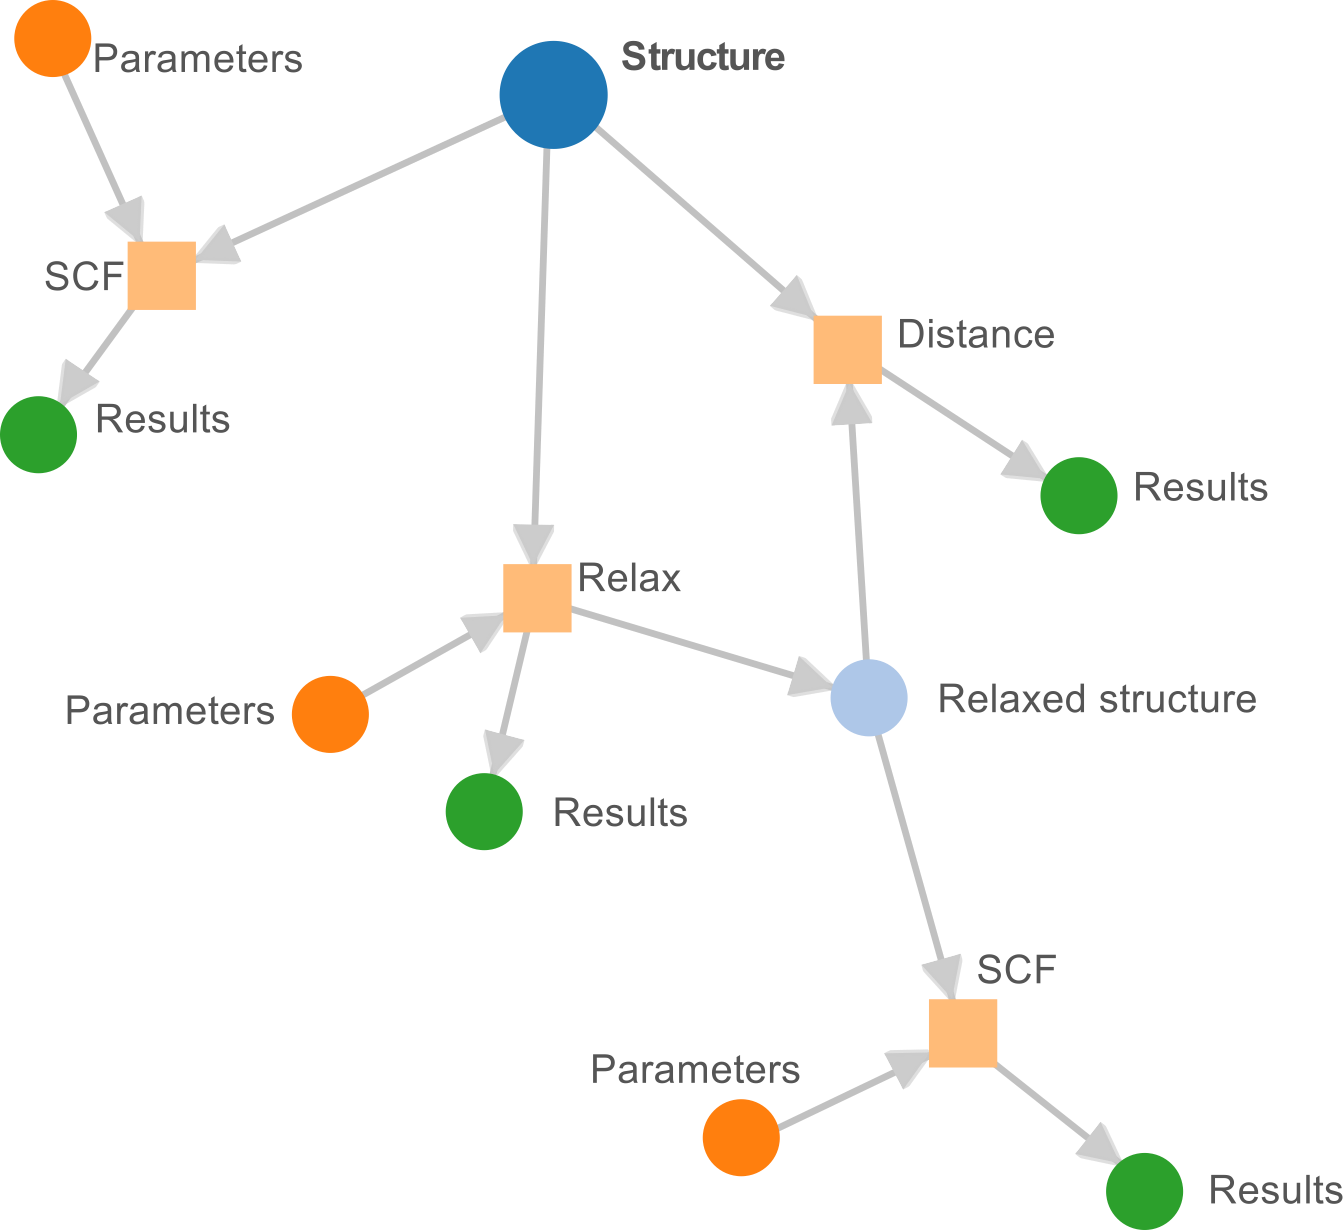 Structure
Parameters
SCF
Distance
Results
Results
Relax
Relaxed structure
Parameters
Results
SCF
Parameters
Results